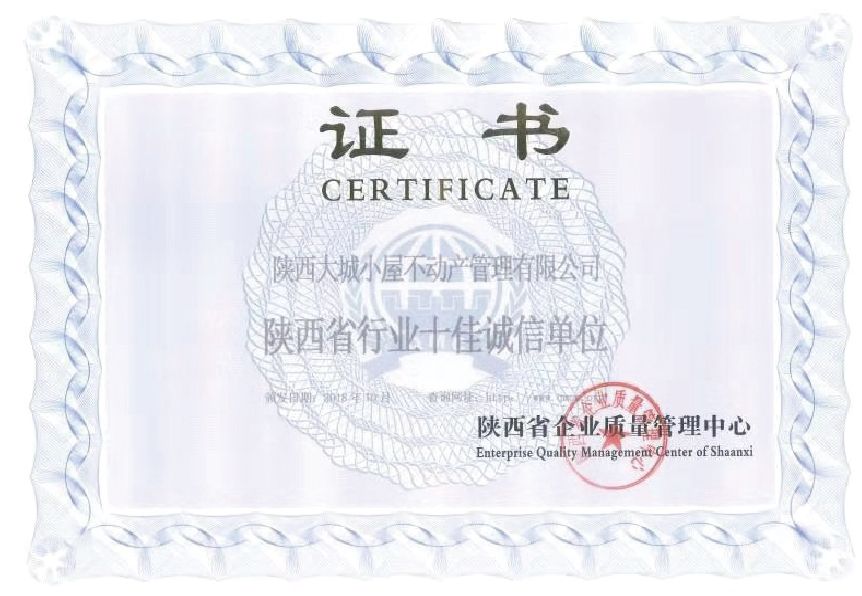 证 书
CERTIFICATE
陕西大城小屋不动产管理有限公司
陕西省行业十佳诚信单位
颁发日期：2018年10月 查询网址：http://www.
陕西省企业质量管理中心
Enterprise Quality Management Center of Shaanxi